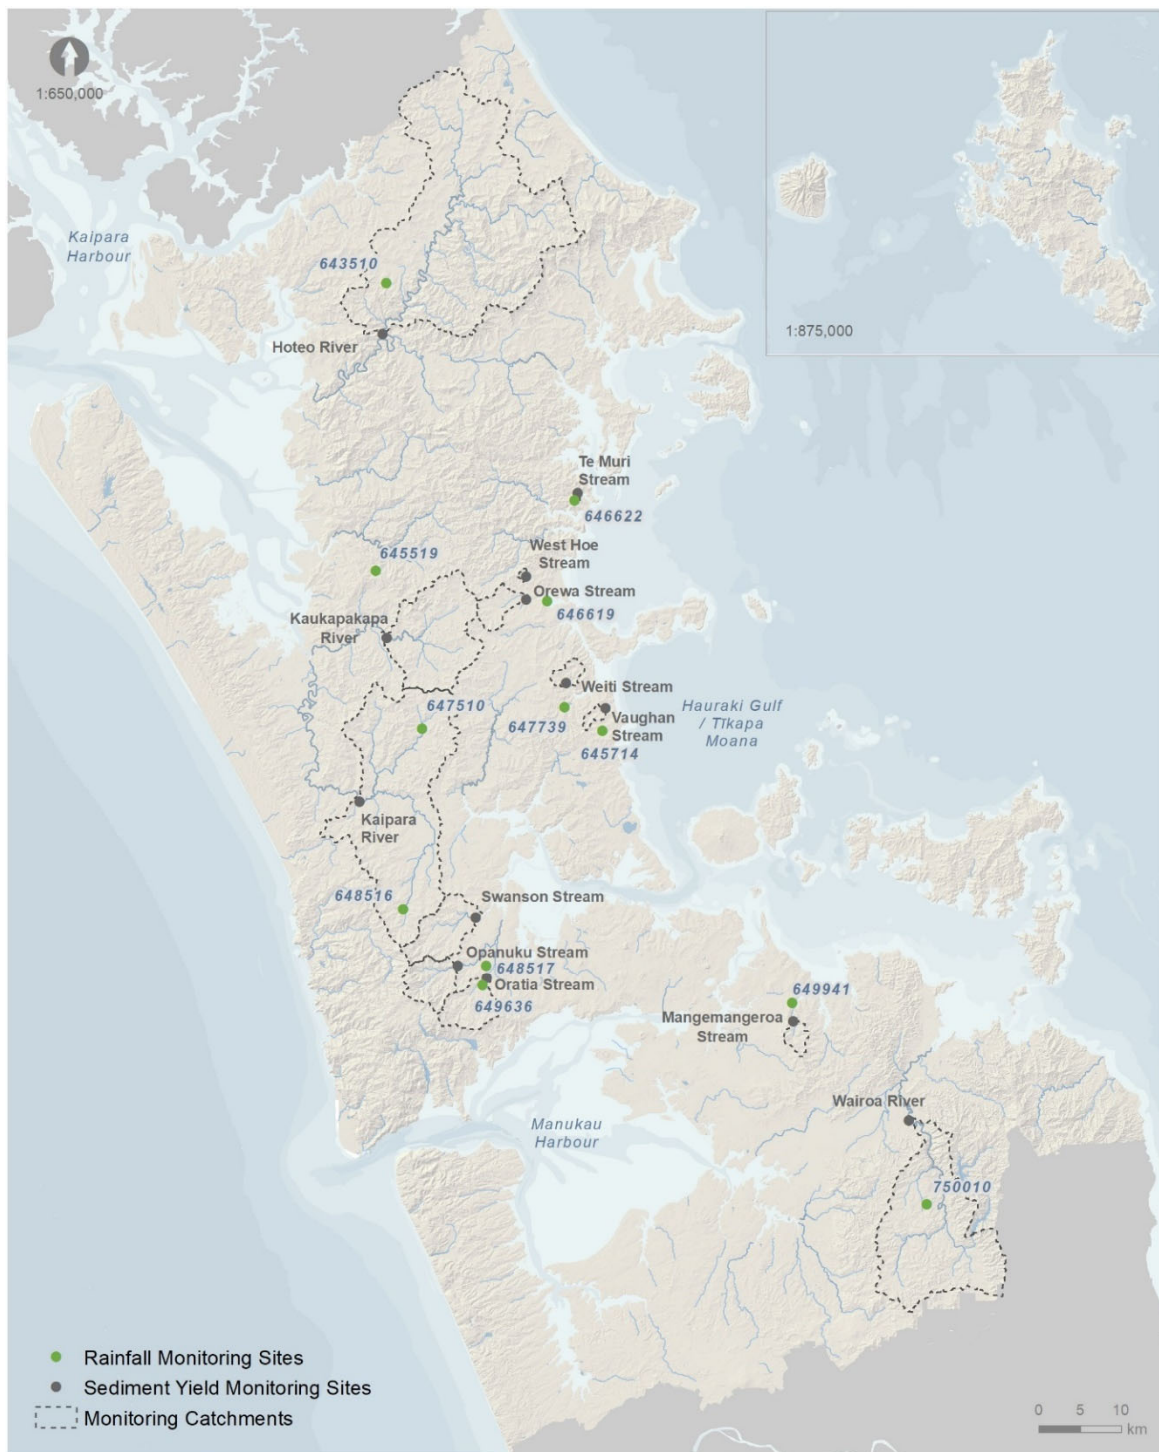 1:650,000
Kaipara
Harbour
643510
1:875,000
Hoteo River
Te Muri
Stream
646622
West Hoe
Stream
645519
Orewa Stream
646619
Kaukapakapa
River
Weiti Stream
647510
647739
Vaughan
Stream
645714
Hauraki Gulf
/ Tīkapa
Moana
Kaipara
River
648516
Swanson Stream
Opanuku Stream
648517
Oratia Stream
649636
649941
Mangemangeroa
Stream
Wairoa River
Manukau
Harbour
750010
Rainfall Monitoring Sites
Sediment Yield Monitoring Sites
Monitoring Catchments
0 5 10
km